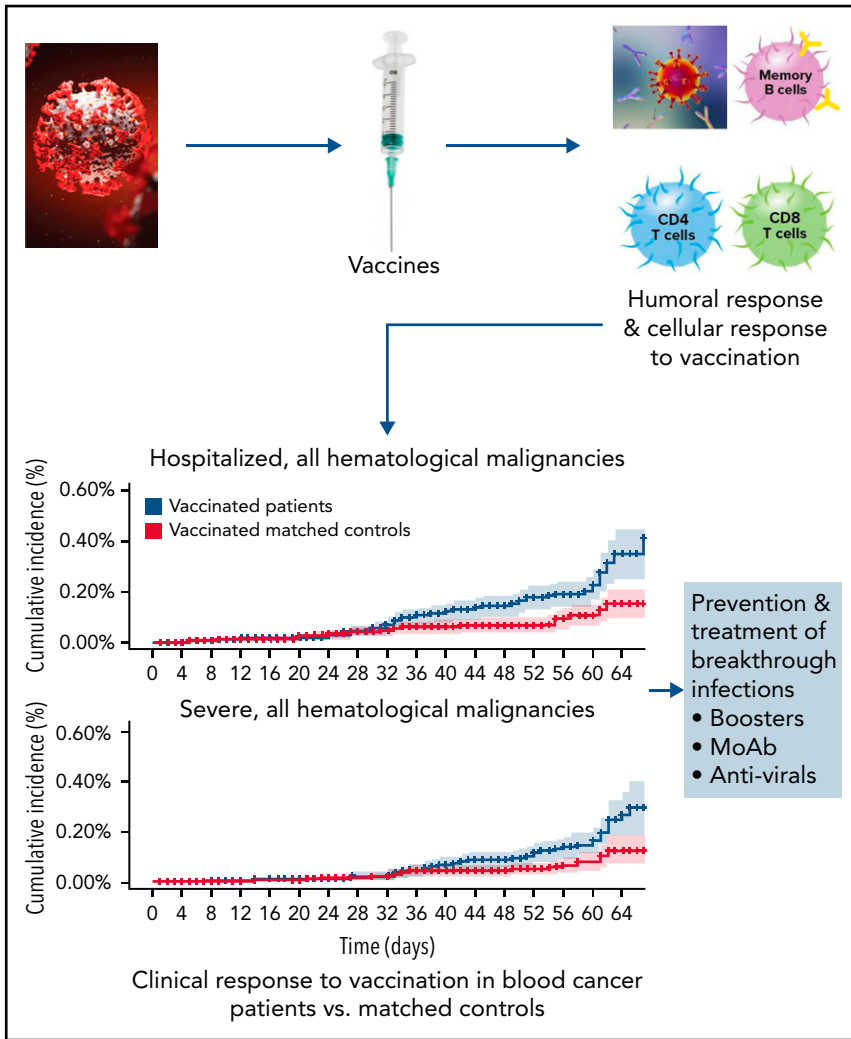 Memory
B cells
CD4
T cells
CD8
T cells
Vaccines
Humoral response
& cellular response
to vaccination
Hospitalized, all hematological malignancies
Cumulative incidence (%)
0.60%
0.40%
0.20%
0.00%
Vaccinated patients
Vaccinated matched controls
0 4 8 12 16 20 24 28 32 36 40 44 48 52 56 60 64
Severe, all hematological malignancies
Cumulative incidence (%)
0.60%
0.40%
0.20%
0.00%
0 4 8 12 16 20 24 28 32 36 40 44 48 52 56 60 64
Time (days)
Clinical response to vaccination in blood cancer
patients vs. matched controls
Prevention &
treatment of
breakthrough
infections
• Boosters
• MoAb
• Anti-virals